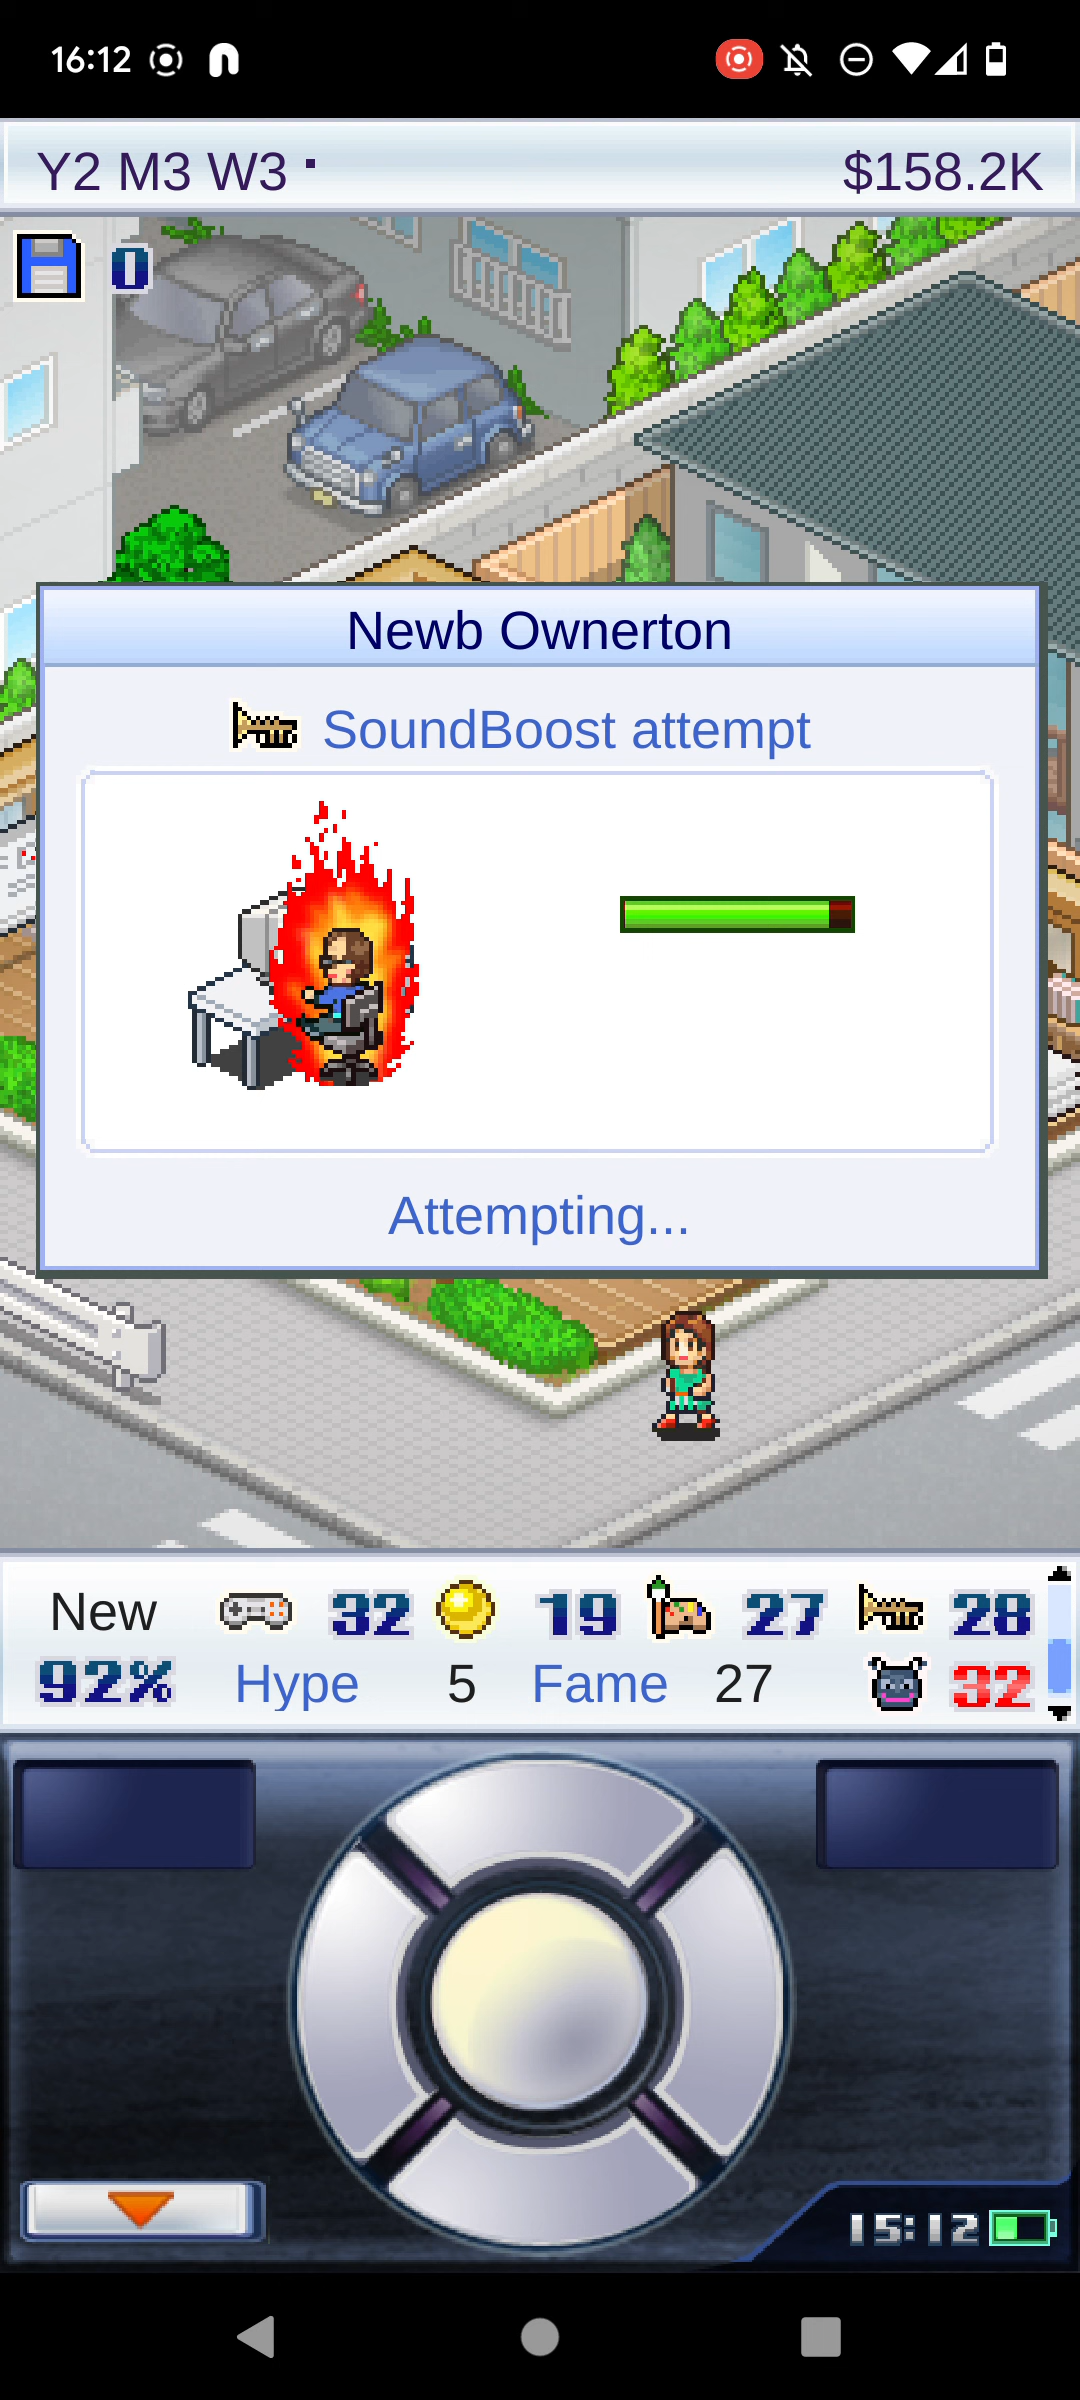 16:12
Y2 M3 W3 $158.2K
0
Newb Ownerton
SoundBoost attempt
Attempting...
New 32 19 27 28
92% Hype 5 Fame 27 32
15:12